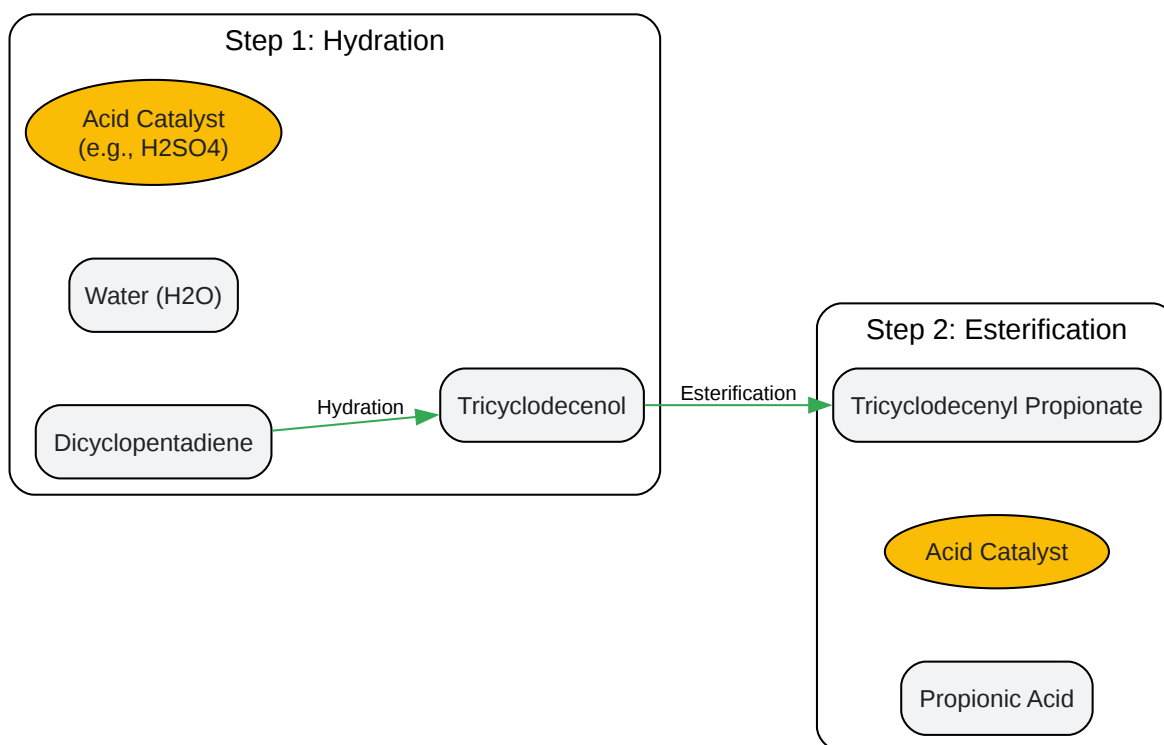 Step 1: Hydration
Acid Catalyst
(e.g., H2SO4)
Water (H2O)
Dicyclopentadiene
Hydration
Tricyclodecenol
Esterification
Step 2: Esterification
Tricyclodecenyl Propionate
Acid Catalyst
Propionic Acid